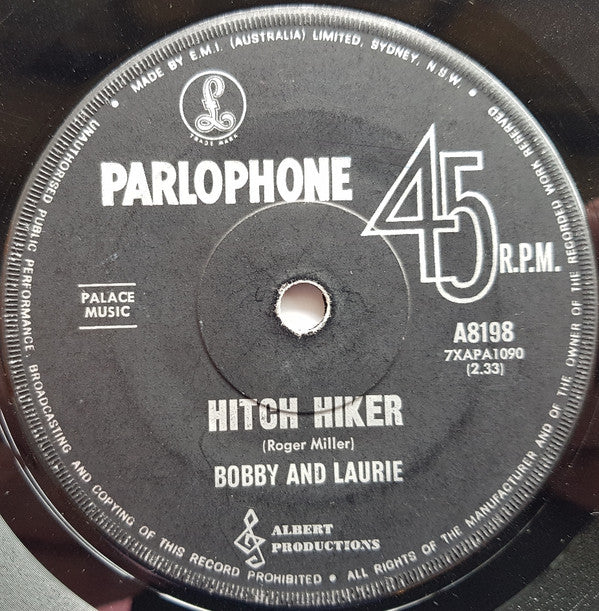 MADE BY E.M.I. (AUSTRALIA) LIMITED, SYDNEY, N.S.W. •
£
TRADE MARK
PARLOPHONE
45
R.P.M.
PALACE
MUSIC
A8198
7XAPA1090
(2.33)
HITCH HIKER
(Roger Miller)
BOBBY AND LAURIE
ALBERT
PRODUCTIONS
UNAUTHORISED PUBLIC PERFORMANCE BROADCASTING AND COPYING OF THIS RECORD PROHIBITED • ALL RIGHTS OF THE MANUFACTURER AND OF THE OWNER OF THE RECORDED WORK RESERVED •